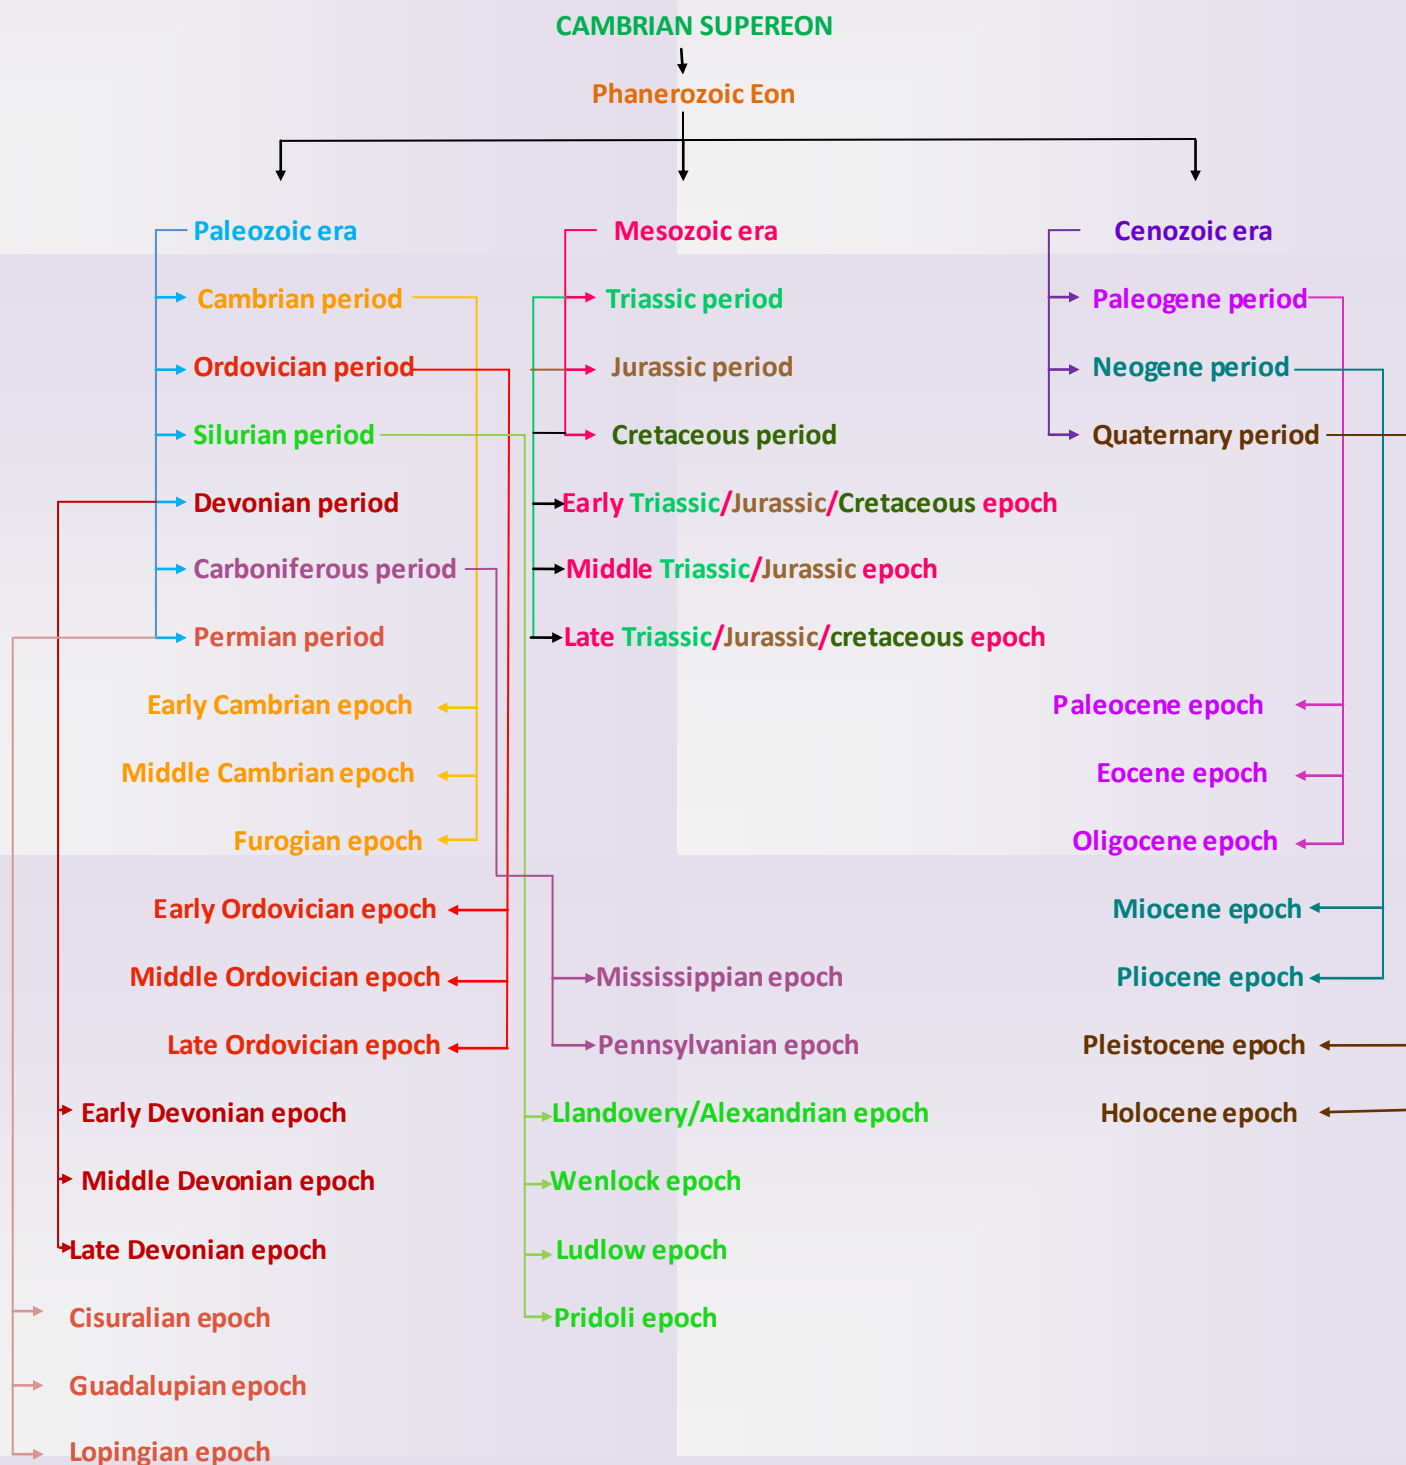 CAMBRIAN SUPEREON
Phanerozoic Eon
Paleozoic era
Mesozoic era
Cenozoic era
Cambrian period
Triassic period
Paleogene period
Ordovician period
Jurassic period
Neogene period
Silurian period
Cretaceous period
Quaternary period
Devonian period
Early Triassic/Jurassic/Cretaceous epoch
Carboniferous period
Middle Triassic/Jurassic epoch
Permian period
Late Triassic/Jurassic/cretaceous epoch
Early Cambrian epoch
Paleocene epoch
Middle Cambrian epoch
Eocene epoch
Furogian epoch
Oligocene epoch
Early Ordovician epoch
Miocene epoch
Middle Ordovician epoch
Mississippian epoch
Pliocene epoch
Late Ordovician epoch
Pennsylvanian epoch
Pleistocene epoch
Early Devonian epoch
Llandovery/Alexandrian epoch
Holocene epoch
Middle Devonian epoch
Wenlock epoch
Late Devonian epoch
Ludlow epoch
Cisuralian epoch
Pridoli epoch
Guadalupian epoch
Lopingian epoch